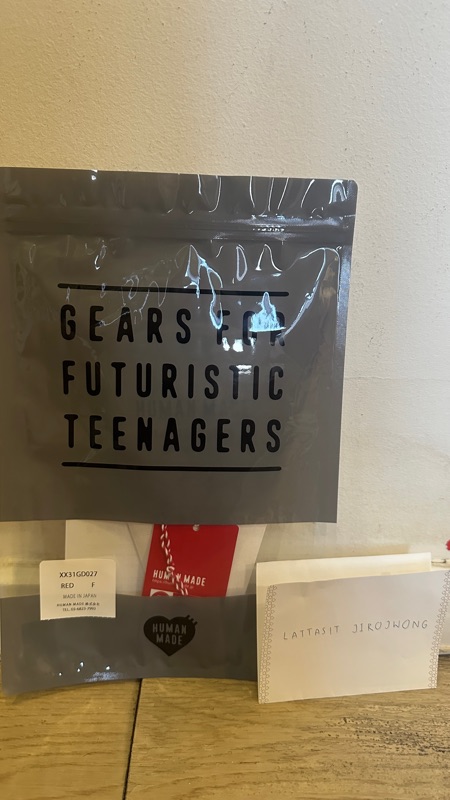 GEARS FOR
FUTURISTIC
TEENAGERS
HUMAN MADE
XX31GD027
RED F
MADE IN JAPAN
HUMAN
MADE
LATTASIT JIROJWONG